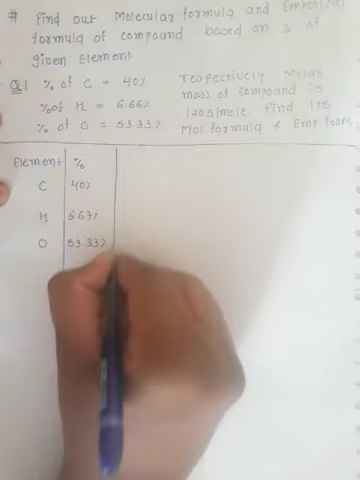 # Find out Molecular formula and Emperical
formula of compound based on % of
given Element
Q1 % of C = 40% respectively Molar
%of H = 6.66% mass of compound is
% of O = 53.33% 120g/mole. Find its
Mol formula & Emp. form
Element %
C 40%
H 6.67%
O 53.33%